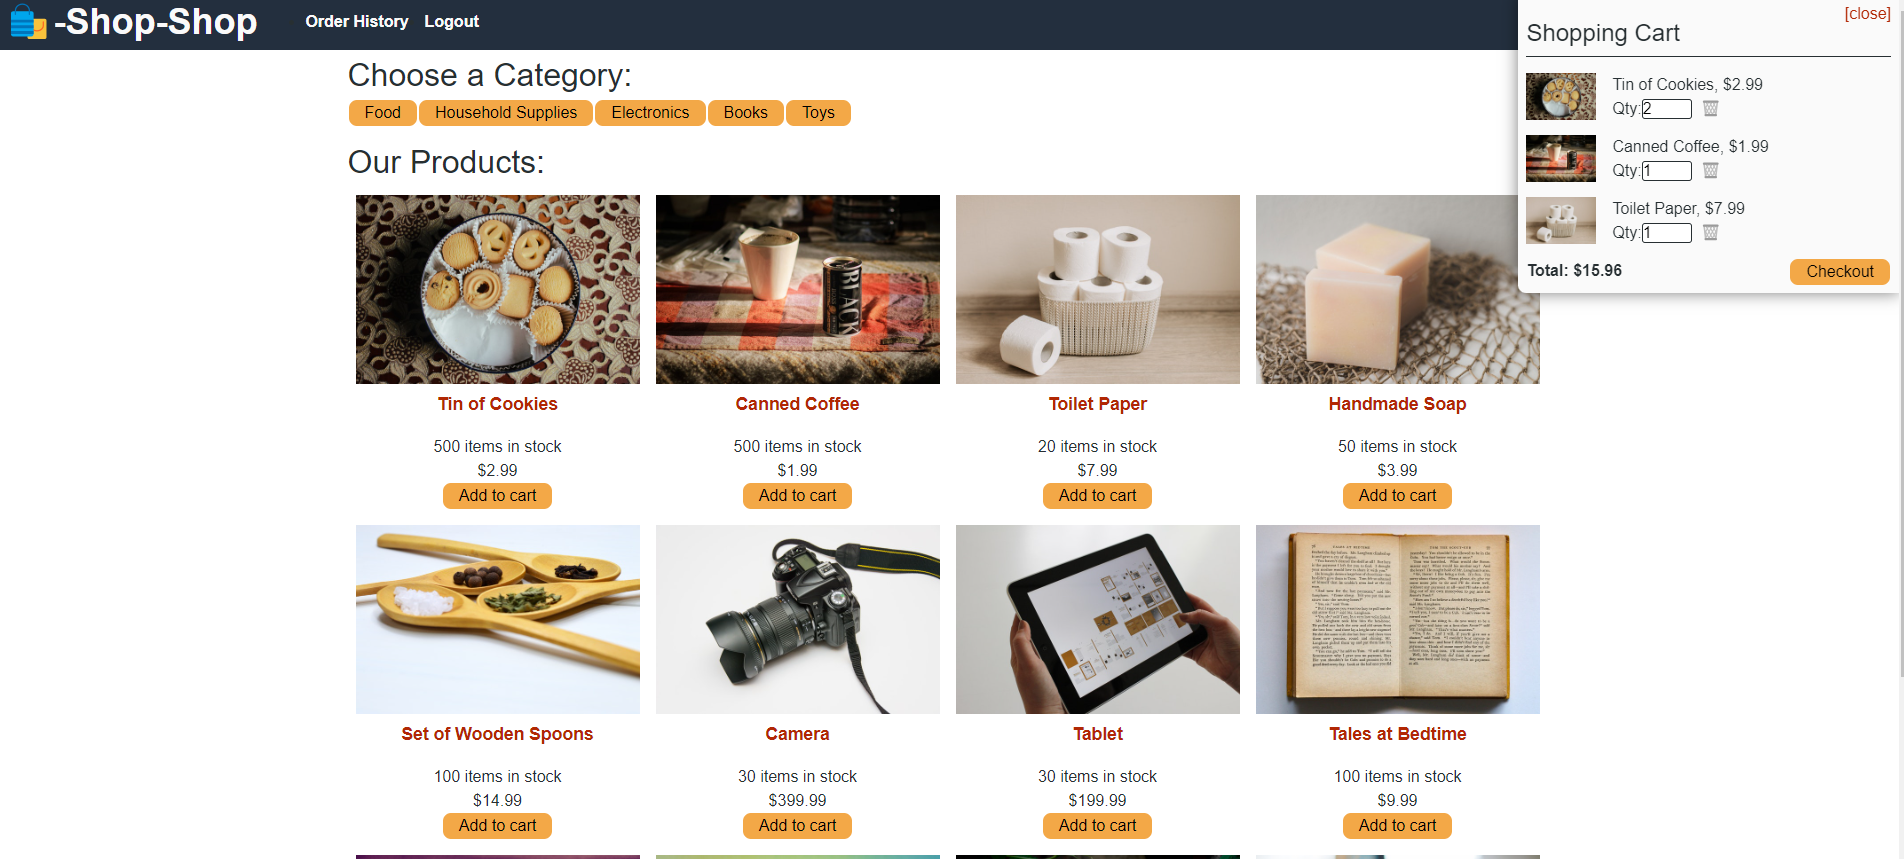 -Shop-Shop
Order History
Logout
[close]
Shopping Cart
Tin of Cookies, $2.99
Qty:2
Canned Coffee, $1.99
Qty:1
Toilet Paper, $7.99
Qty:1
Total: $15.96
Checkout
Choose a Category:
Food
Household Supplies
Electronics
Books
Toys
Our Products:
BLACK
Tin of Cookies
500 items in stock
$2.99
Add to cart
Canned Coffee
500 items in stock
$1.99
Add to cart
Toilet Paper
20 items in stock
$7.99
Add to cart
Handmade Soap
50 items in stock
$3.99
Add to cart
Set of Wooden Spoons
100 items in stock
$14.99
Add to cart
Camera
30 items in stock
$399.99
Add to cart
Tablet
30 items in stock
$199.99
Add to cart
Tales at Bedtime
100 items in stock
$9.99
Add to cart